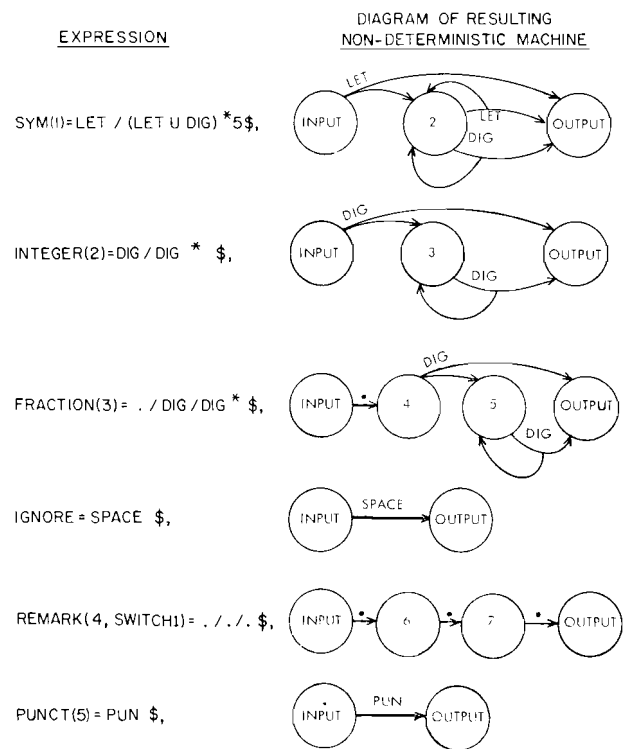 DIAGRAM OF RESULTING
EXPRESSION NON-DETERMINISTIC MACHINE
LET
SYM(1)=LET / (LET U DIG) *5$, INPUT 2 LET DIG OUTPUT
DIG
INTEGER(2)=DIG / DIG * $, INPUT 3 OUTPUT
DIG
DIG
FRACTION(3)= . / DIG / DIG * $, INPUT . 4 5 OUTPUT
DIG
IGNORE = SPACE $, INPUT SPACE OUTPUT
REMARK(4, SWITCH1) = . / . / . $, INPUT . 6 . 7 . OUTPUT
PUNCT(5) = PUN $, INPUT PUN OUTPUT